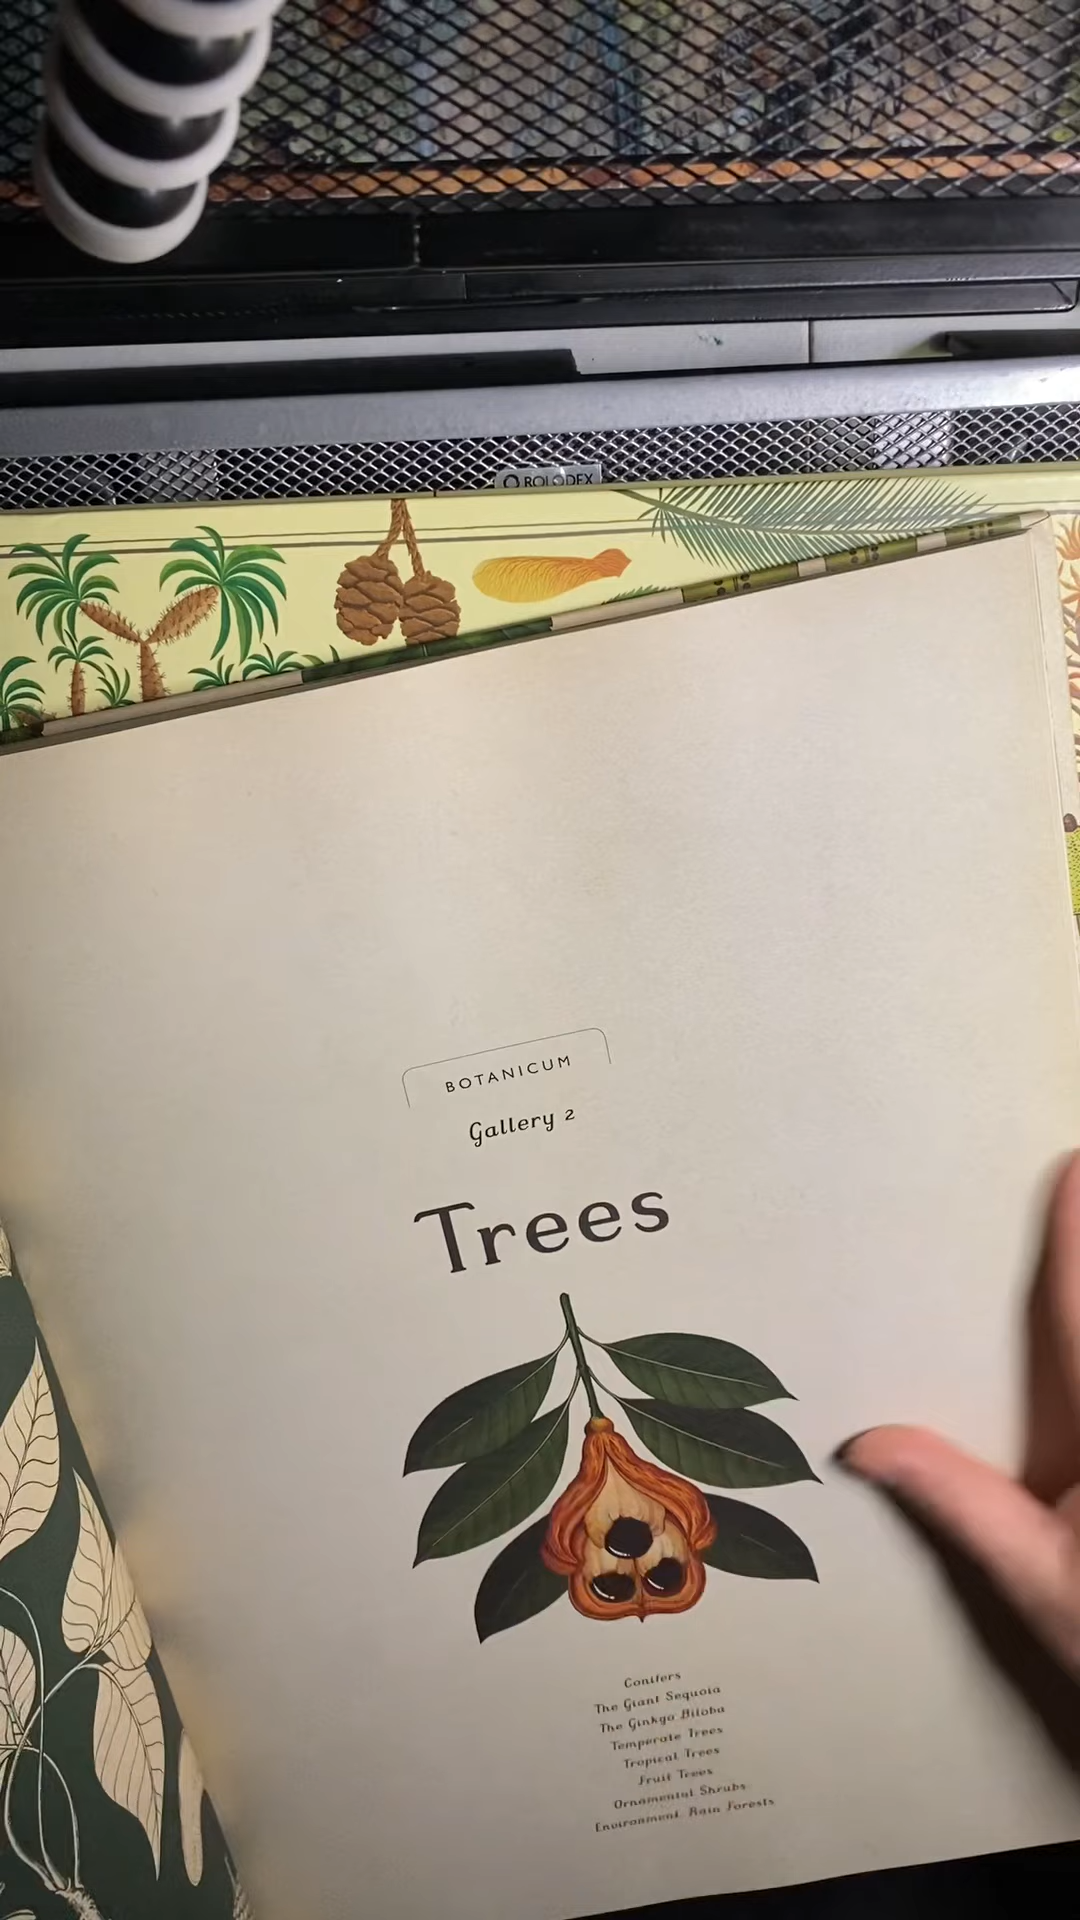 ROLODEX
BOTANICUM
Gallery 2
Trees
Conifers
The Giant Sequoia
The Ginkgo Biloba
Temperate Trees
Tropical Trees
Fruit Trees
Ornamental Shrubs
Environment: Rain Forests